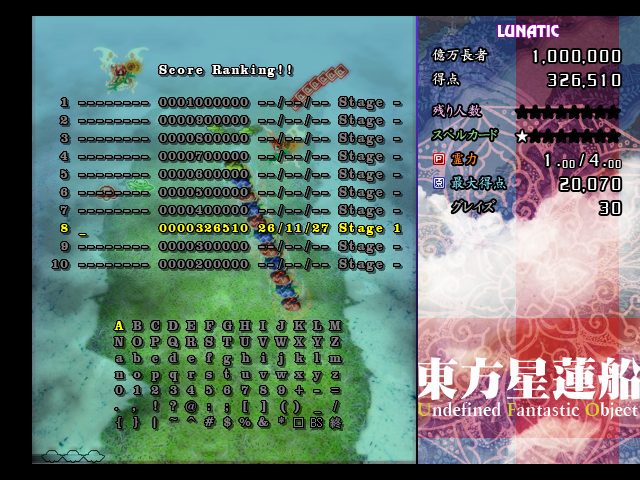 Score Ranking!!
1 -------- 0001000000 --/--/-- Stage -
2 -------- 0000900000 --/--/-- Stage -
3 -------- 0000800000 --/--/-- Stage -
4 -------- 0000700000 --/--/-- Stage -
5 -------- 0000600000 --/--/-- Stage -
6 -------- 0000500000 --/--/-- Stage -
7 -------- 0000400000 --/--/-- Stage -
8 _ 0000326510 26/11/27 Stage 1
9 -------- 0000300000 --/--/-- Stage -
10 -------- 0000200000 --/--/-- Stage -
A B C D E F G H I J K L M
N O P Q R S T U V W X Y Z
a b c d e f g h i j k l m
n o p q r s t u v w x y z
0 1 2 3 4 5 6 7 8 9 + - =
. , ! ? @ : ; [ ] ( ) _ /
{ } | ~ ^ # $ % & * □ BS 終
LUNATIC
億万長者 1,000,000
得点 326,510
残り人数
スペルカード
P 霊力 1.00/4.00
点 最大得点 20,070
グレイズ 30
東方星蓮船
Undefined Fantastic Object